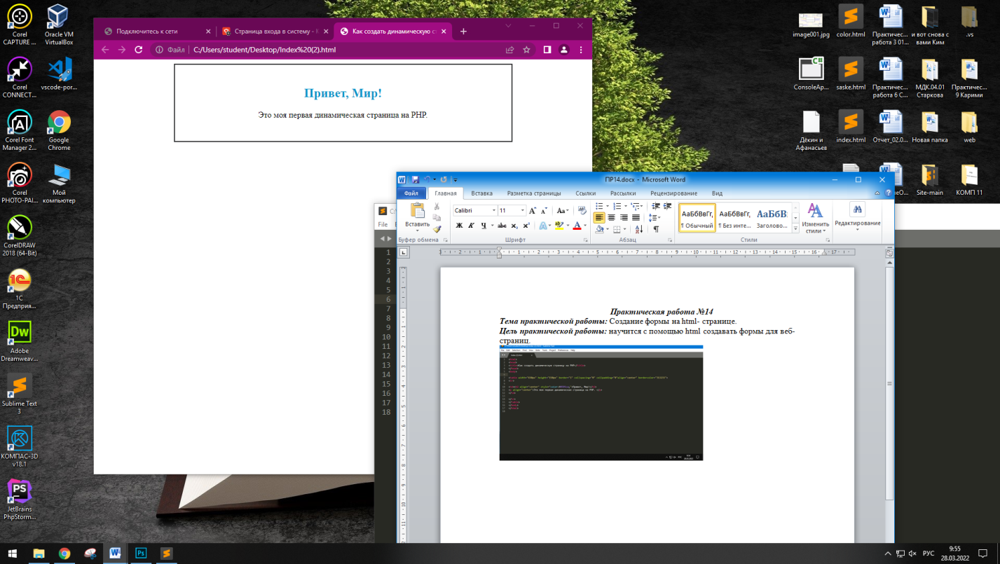 Corel CAPTURE ...
Oracle VM VirtualBox
Corel CONNECT...
vscode-por...
Corel Font Manager 2...
Google Chrome
Corel PHOTO-PAI...
Мой компьютер
CorelDRAW 2018 (64-Bit)
1С Предприя...
Adobe Dreamweav...
Sublime Text 3
КОМПАС-3D v18.1
JetBrains PhpStorm...
Подключитесь к сети
Страница входа в систему - К
Как создать динамическую ст
Файл
C:/Users/student/Desktop/Index%20(2).html
Привет, Мир!
Это моя первая динамическая страница на PHP.
image001.jpg
color.html
Практичес... работа 3 01...
и вот снова с вами Ким
.vs
ConsoleAp...
saske.html
Практичес... работа 6 С...
МДК.04.01 Старкова
Практичес... 9 Карими
Декин и Афанасьев
index.html
Отчет_02.0...
Новая папка
web
Site-main
КОМП 11
File
1
2
3
4
5
6
7
8
9
10
11
12
13
14
15
16
17
18
ПР14.docx - Microsoft Word
Файл
Главная
Вставка
Разметка страницы
Ссылки
Рассылки
Рецензирование
Вид
Вставить
Calibri
11
Ж К Ч abc x₂ x²
АаБбВвГг, АаБбВвГг, АаБбВ
¶ Обычный ¶ Без инте... Заголово...
Изменить стили
Редактирование
Буфер обмена
Шрифт
Абзац
Стили
Практическая работа №14
Тема практической работы: Создание формы на html- странице.
Цель практической работы: научится с помощью html создавать формы для веб-
страниц.
РУС
9:55
28.03.2022